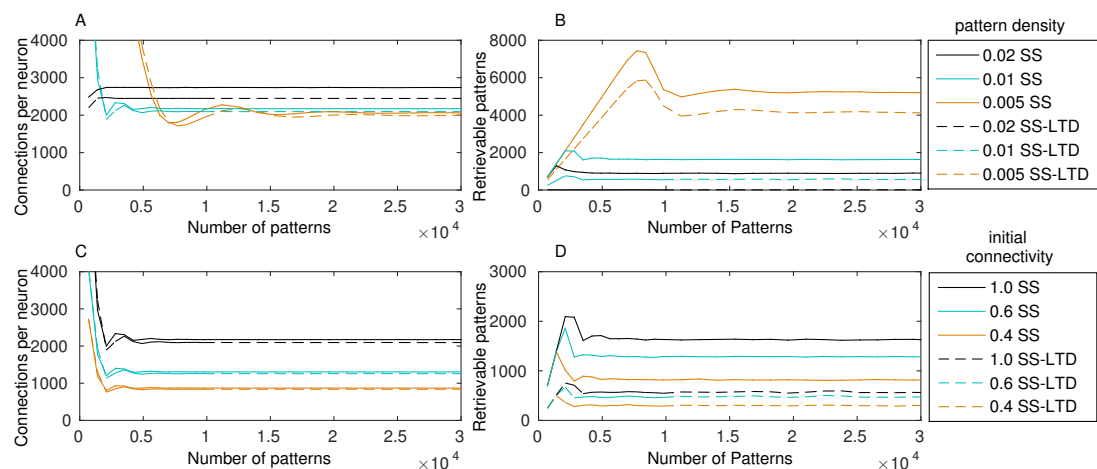 A
Connections per neuron
4000
3000
2000
1000
0
0 0.5 1 1.5 2 2.5 3
Number of patterns
×10^4
B
Retrievable patterns
8000
6000
4000
2000
0
0 0.5 1 1.5 2 2.5 3
Number of Patterns
×10^4
pattern density
0.02 SS
0.01 SS
0.005 SS
0.02 SS-LTD
0.01 SS-LTD
0.005 SS-LTD
C
Connections per neuron
4000
3000
2000
1000
0
0 0.5 1 1.5 2 2.5 3
Number of patterns
×10^4
D
Retrievable patterns
3000
2000
1000
0
0 0.5 1 1.5 2 2.5 3
Number of Patterns
×10^4
initial
connectivity
1.0 SS
0.6 SS
0.4 SS
1.0 SS-LTD
0.6 SS-LTD
0.4 SS-LTD